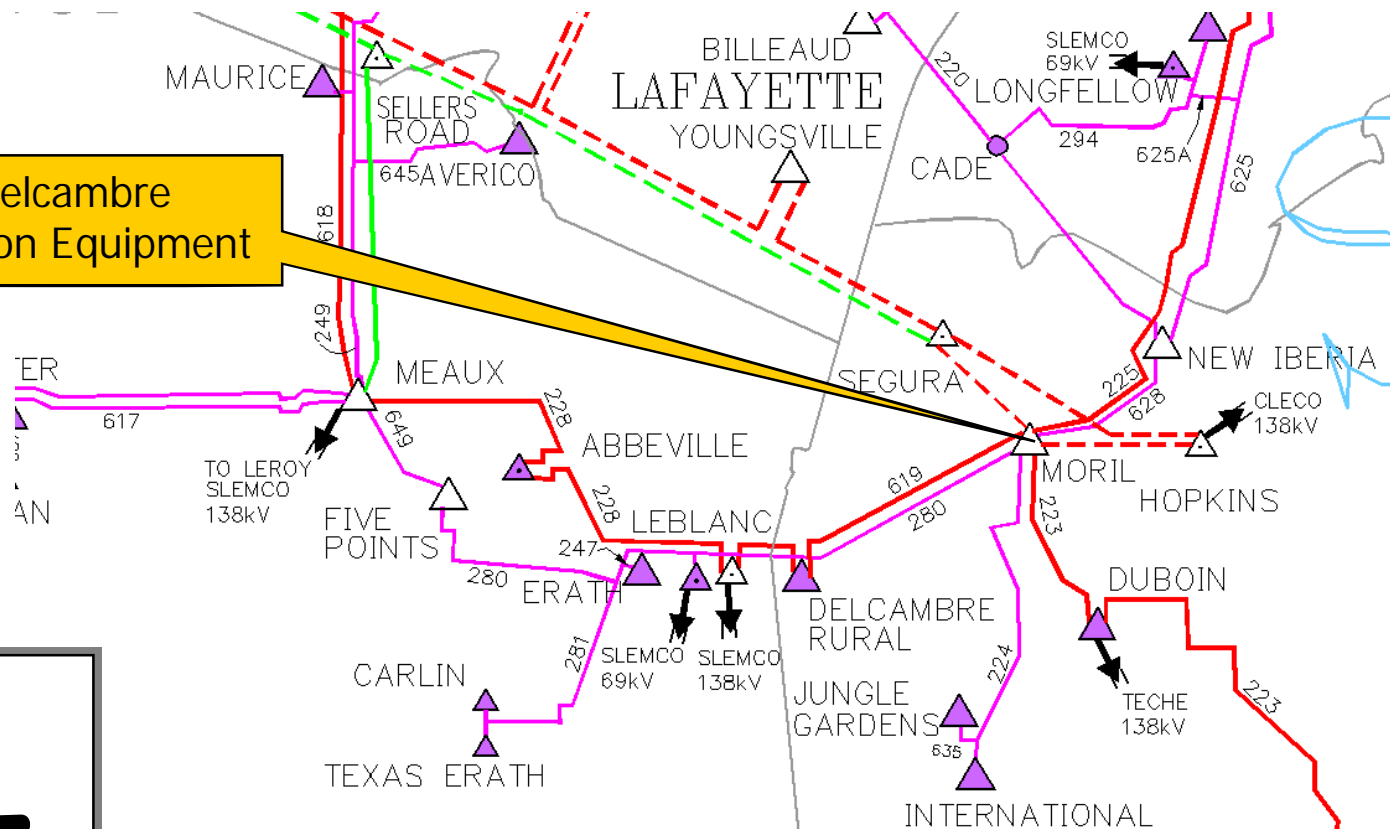 BILLEAUD
LAFAYETTE
YOUNGSVILLE
SLEMCO
69kV
LONGFELLOW
220
294
625A
625
CADE
MAURICE
SELLERS
ROAD
645
AVERICO
618
elcambre
on Equipment
249
MEAUX
TER
617
649
228
ABBEVILLE
228
TO LEROY
SLEMCO
138kV
AN
FIVE
POINTS
280
LEBLANC
247
ERATH
281
SLEMCO
69kV
SLEMCO
138kV
DELCAMBRE
RURAL
619
280
SEGURA
225
628
NEW IBERIA
CLECO
138kV
MORIL
HOPKINS
223
DUBOIN
TECHE
138kV
223
224
JUNGLE
GARDENS
635
INTERNATIONAL
CARLIN
TEXAS ERATH